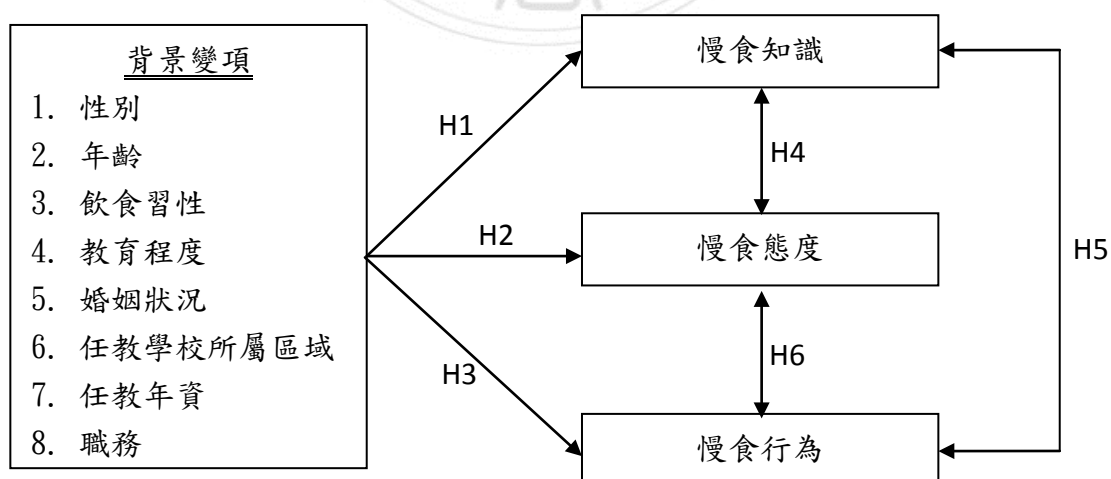 背景變項
1. 性別
2. 年齡
3. 飲食習性
4. 教育程度
5. 婚姻狀況
6. 任教學校所屬區域
7. 任教年資
8. 職務
H1
H2
H3
慢食知識
H4
慢食態度
H5
H6
慢食行為